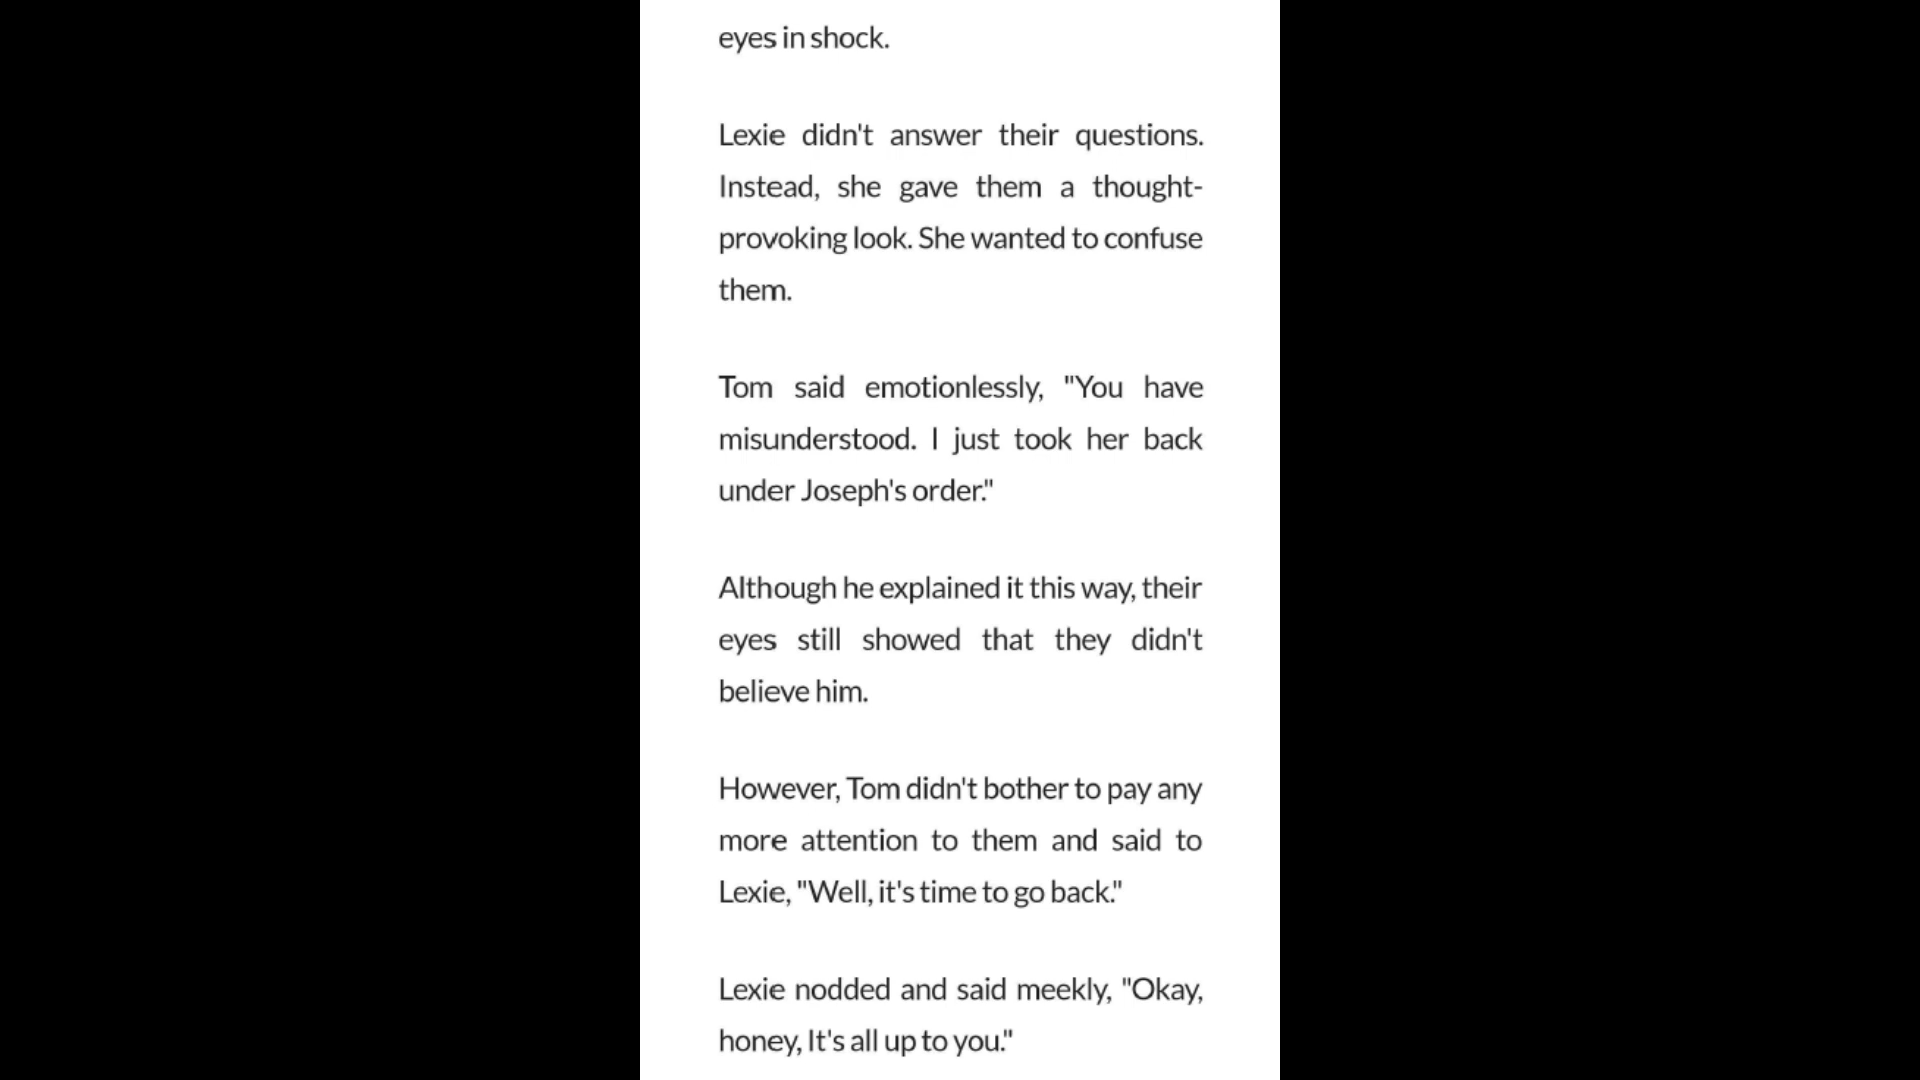 eyes in shock.
Lexie didn't answer their questions.
Instead, she gave them a thought-
provoking look. She wanted to confuse
them.
Tom said emotionlessly, "You have
misunderstood. I just took her back
under Joseph's order."
Although he explained it this way, their
eyes still showed that they didn't
believe him.
However, Tom didn't bother to pay any
more attention to them and said to
Lexie, "Well, it's time to go back."
Lexie nodded and said meekly, "Okay,
honey, It's all up to you."